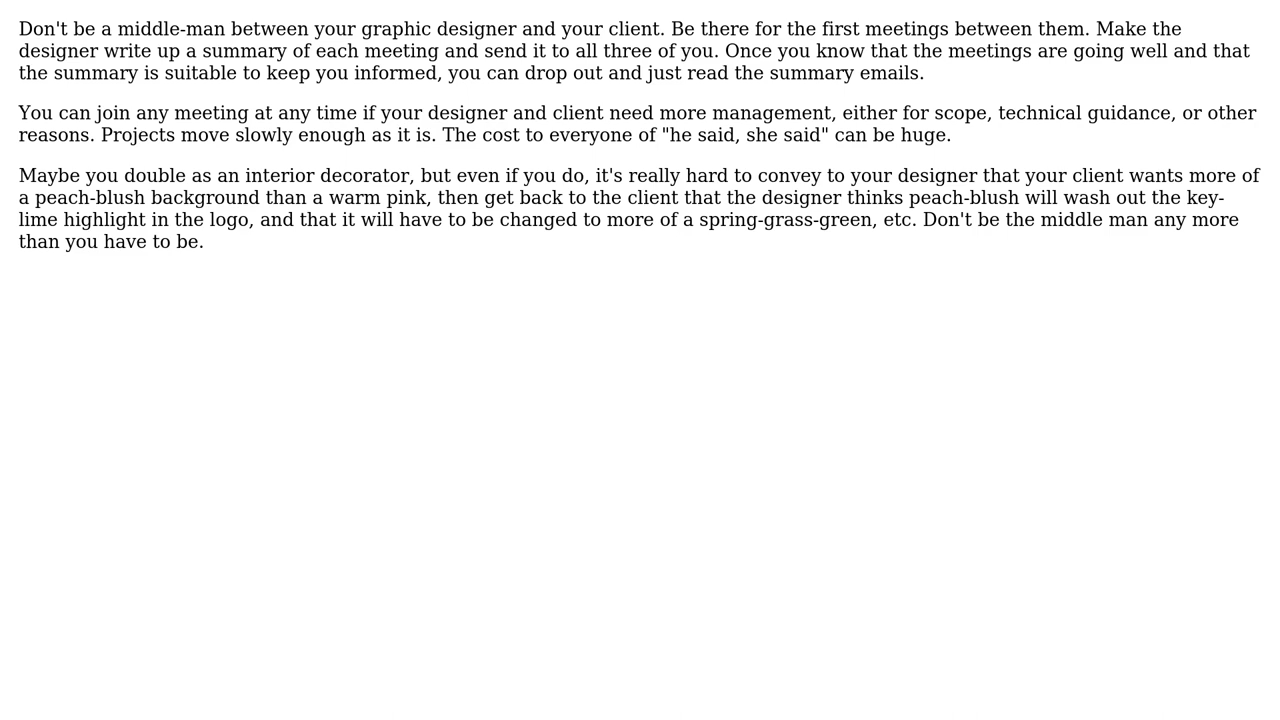 Don't be a middle-man between your graphic designer and your client. Be there for the first meetings between them. Make the
designer write up a summary of each meeting and send it to all three of you. Once you know that the meetings are going well and that
the summary is suitable to keep you informed, you can drop out and just read the summary emails.
You can join any meeting at any time if your designer and client need more management, either for scope, technical guidance, or other
reasons. Projects move slowly enough as it is. The cost to everyone of "he said, she said" can be huge.
Maybe you double as an interior decorator, but even if you do, it's really hard to convey to your designer that your client wants more of
a peach-blush background than a warm pink, then get back to the client that the designer thinks peach-blush will wash out the key-
lime highlight in the logo, and that it will have to be changed to more of a spring-grass-green, etc. Don't be the middle man any more
than you have to be.